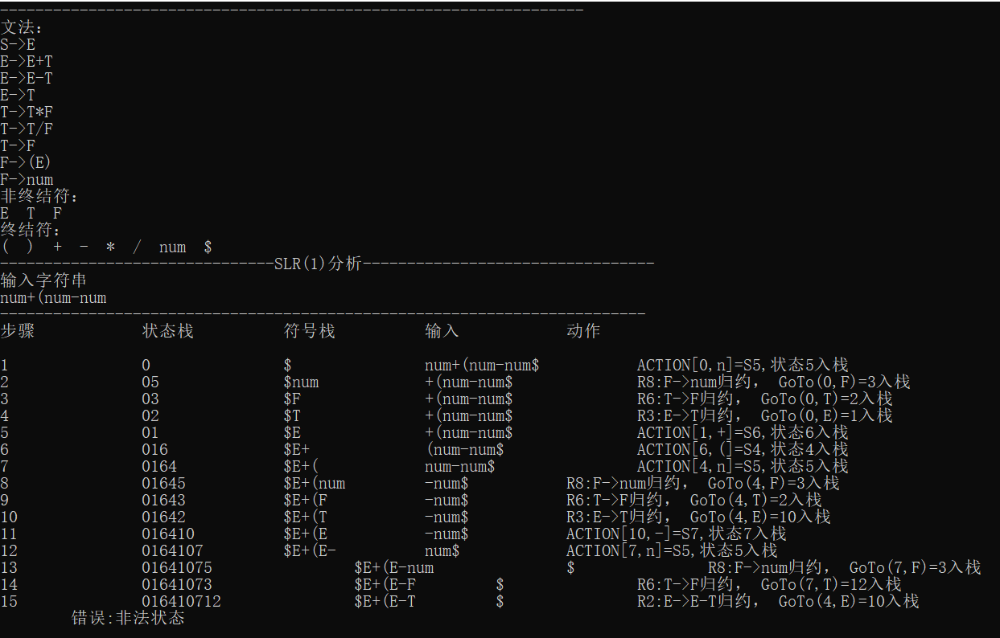 ------------------------------------------------------------------
文法：
S->E
E->E+T
E->E-T
E->T
T->T*F
T->T/F
T->F
F->(E)
F->num
非终结符：
E  T  F
终结符：
(  )  +  -  *  /  num  $
-------------------------------SLR(1)分析---------------------------------
输入字符串
num+(num-num
-------------------------------------------------------------------------
步骤 状态栈 符号栈 输入 动作
1 0 $ num+(num-num$ ACTION[0,n]=S5,状态5入栈
2 05 $num +(num-num$ R8:F->num归约， GoTo(0,F)=3入栈
3 03 $F +(num-num$ R6:T->F归约， GoTo(0,T)=2入栈
4 02 $T +(num-num$ R3:E->T归约， GoTo(0,E)=1入栈
5 01 $E +(num-num$ ACTION[1,+]=S6,状态6入栈
6 016 $E+ (num-num$ ACTION[6,(]=S4,状态4入栈
7 0164 $E+( num-num$ ACTION[4,n]=S5,状态5入栈
8 01645 $E+(num -num$ R8:F->num归约， GoTo(4,F)=3入栈
9 01643 $E+(F -num$ R6:T->F归约， GoTo(4,T)=2入栈
10 01642 $E+(T -num$ R3:E->T归约， GoTo(4,E)=10入栈
11 016410 $E+(E -num$ ACTION[10,-]=S7,状态7入栈
12 0164107 $E+(E- num$ ACTION[7,n]=S5,状态5入栈
13 01641075 $E+(E-num $ R8:F->num归约， GoTo(7,F)=3入栈
14 01641073 $E+(E-F $ R6:T->F归约， GoTo(7,T)=12入栈
15 016410712 $E+(E-T $ R2:E->E-T归约， GoTo(4,E)=10入栈
错误:非法状态